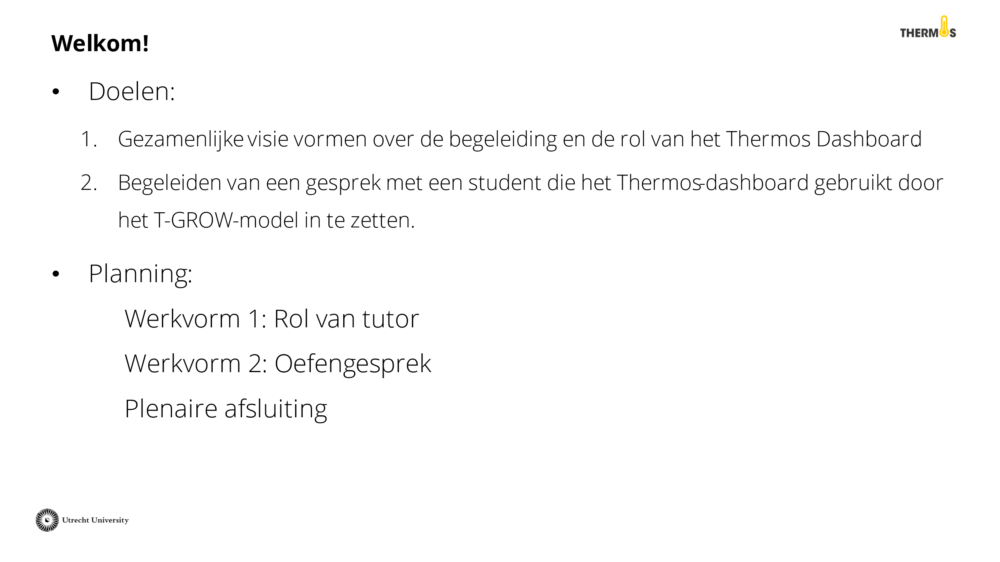 Welkom!
THERMOS
• Doelen:
1. Gezamenlijke visie vormen over de begeleiding en de rol van het Thermos Dashboard.
2. Begeleiden van een gesprek met een student die het Thermos-dashboard gebruikt door
het T-GROW-model in te zetten.
• Planning:
Werkvorm 1: Rol van tutor
Werkvorm 2: Oefengesprek
Plenaire afsluiting
Utrecht University